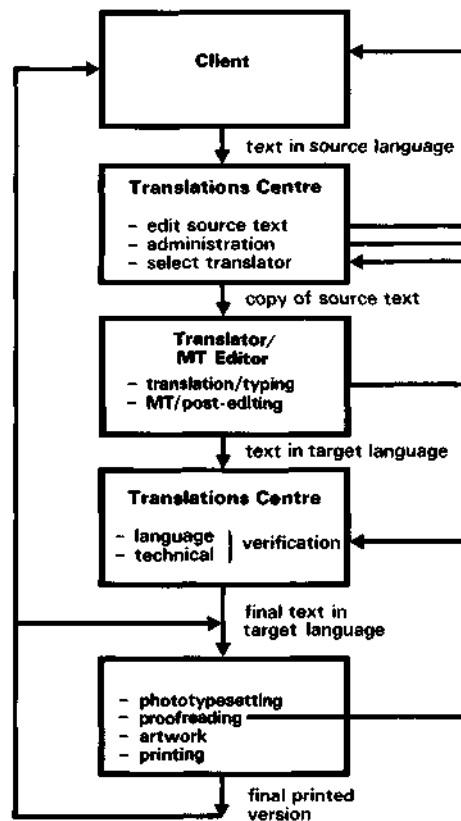 Client
text in source language
Translations Centre
- edit source text
- administration
- select translator
copy of source text
Translator/
MT Editor
- translation/typing
- MT/post-editing
text in target language
Translations Centre
- language
- technical
verification
final text in
target language
- phototypesetting
- proofreading
- artwork
- printing
final printed
version